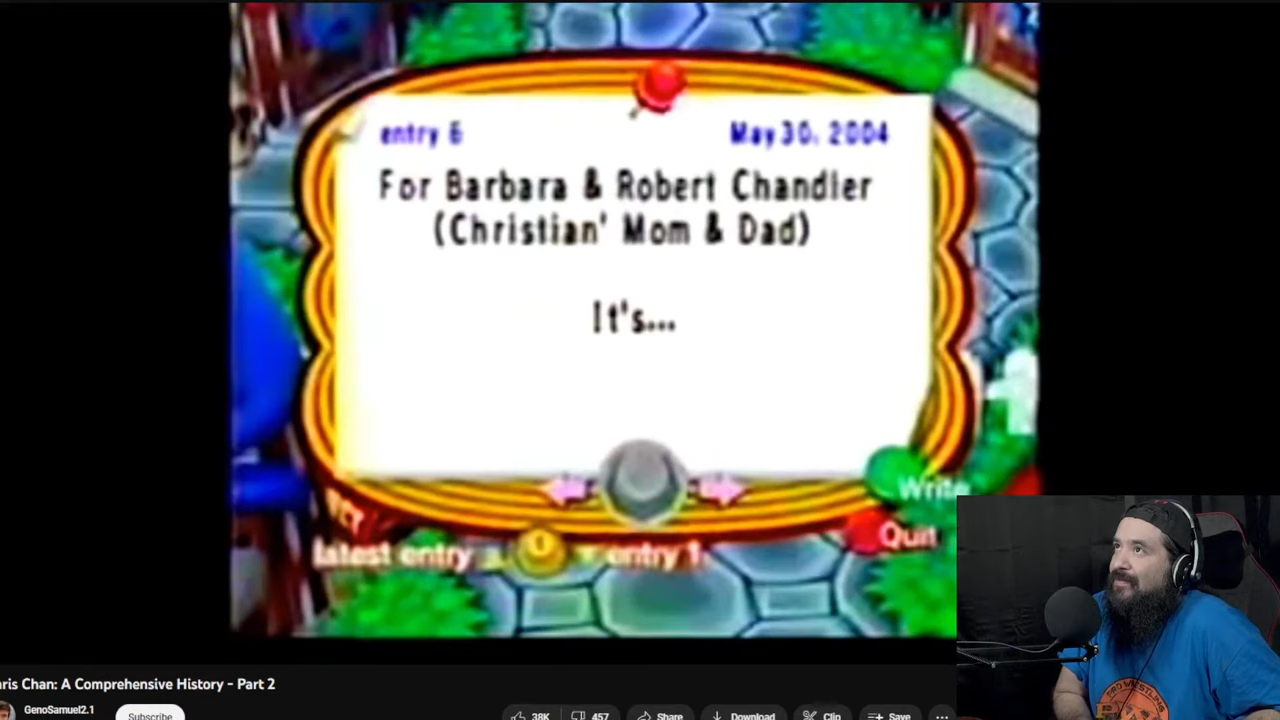 entry 6 May 30, 2004
For Barbara & Robert Chandler
(Christian' Mom & Dad)
It's...
Write
Quit
latest entry entry 1
aris Chan: A Comprehensive History - Part 2
GenoSamuel2.1
Subscribe
38K 457 Share Download Clip Save